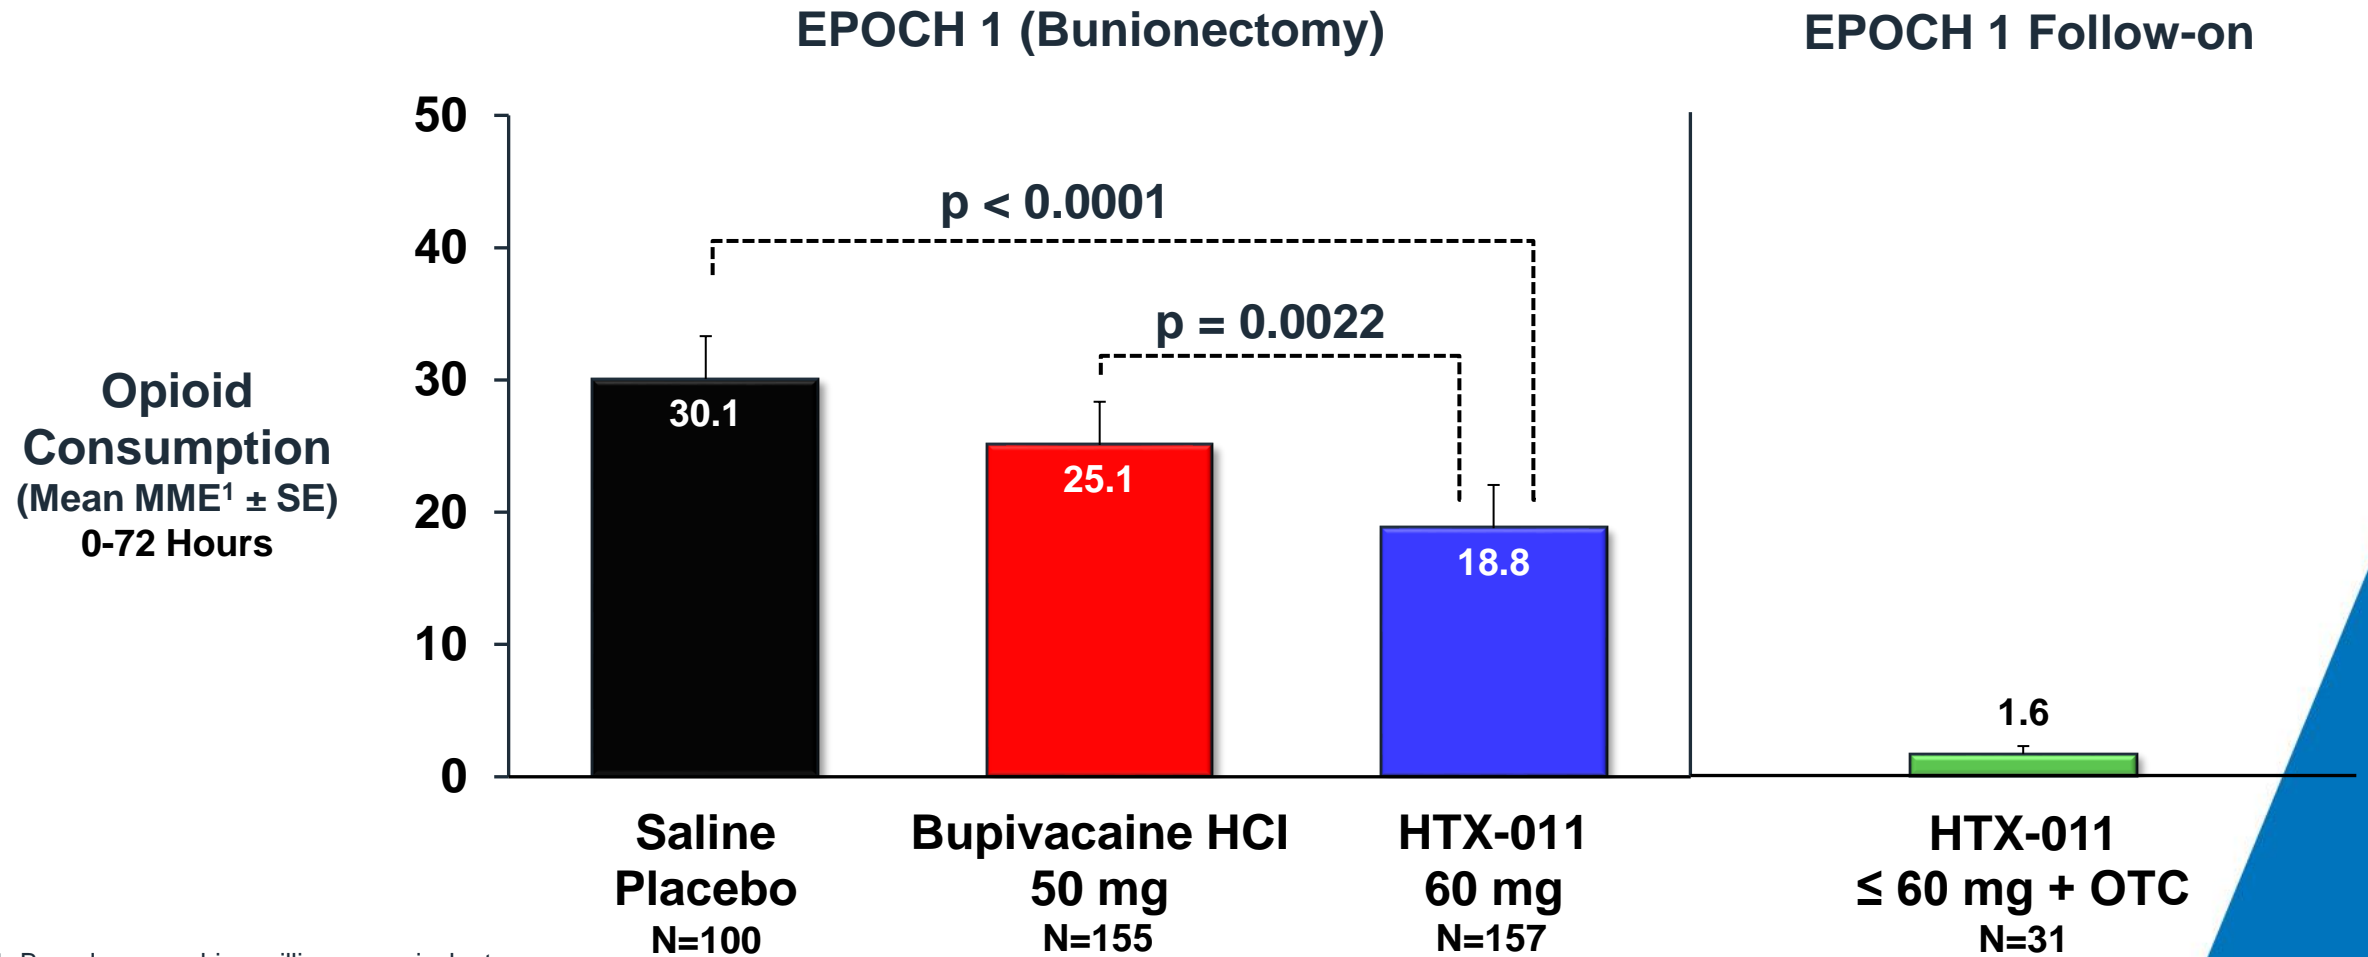 EPOCH 1 (Bunionectomy)
EPOCH 1 Follow-on
50
40
30
20
10
0
Opioid
Consumption
(Mean MME¹ ± SE)
0-72 Hours
p < 0.0001
p = 0.0022
30.1
25.1
18.8
1.6
Saline
Placebo
N=100
Bupivacaine HCl
50 mg
N=155
HTX-011
60 mg
N=157
HTX-011
≤ 60 mg + OTC
N=31